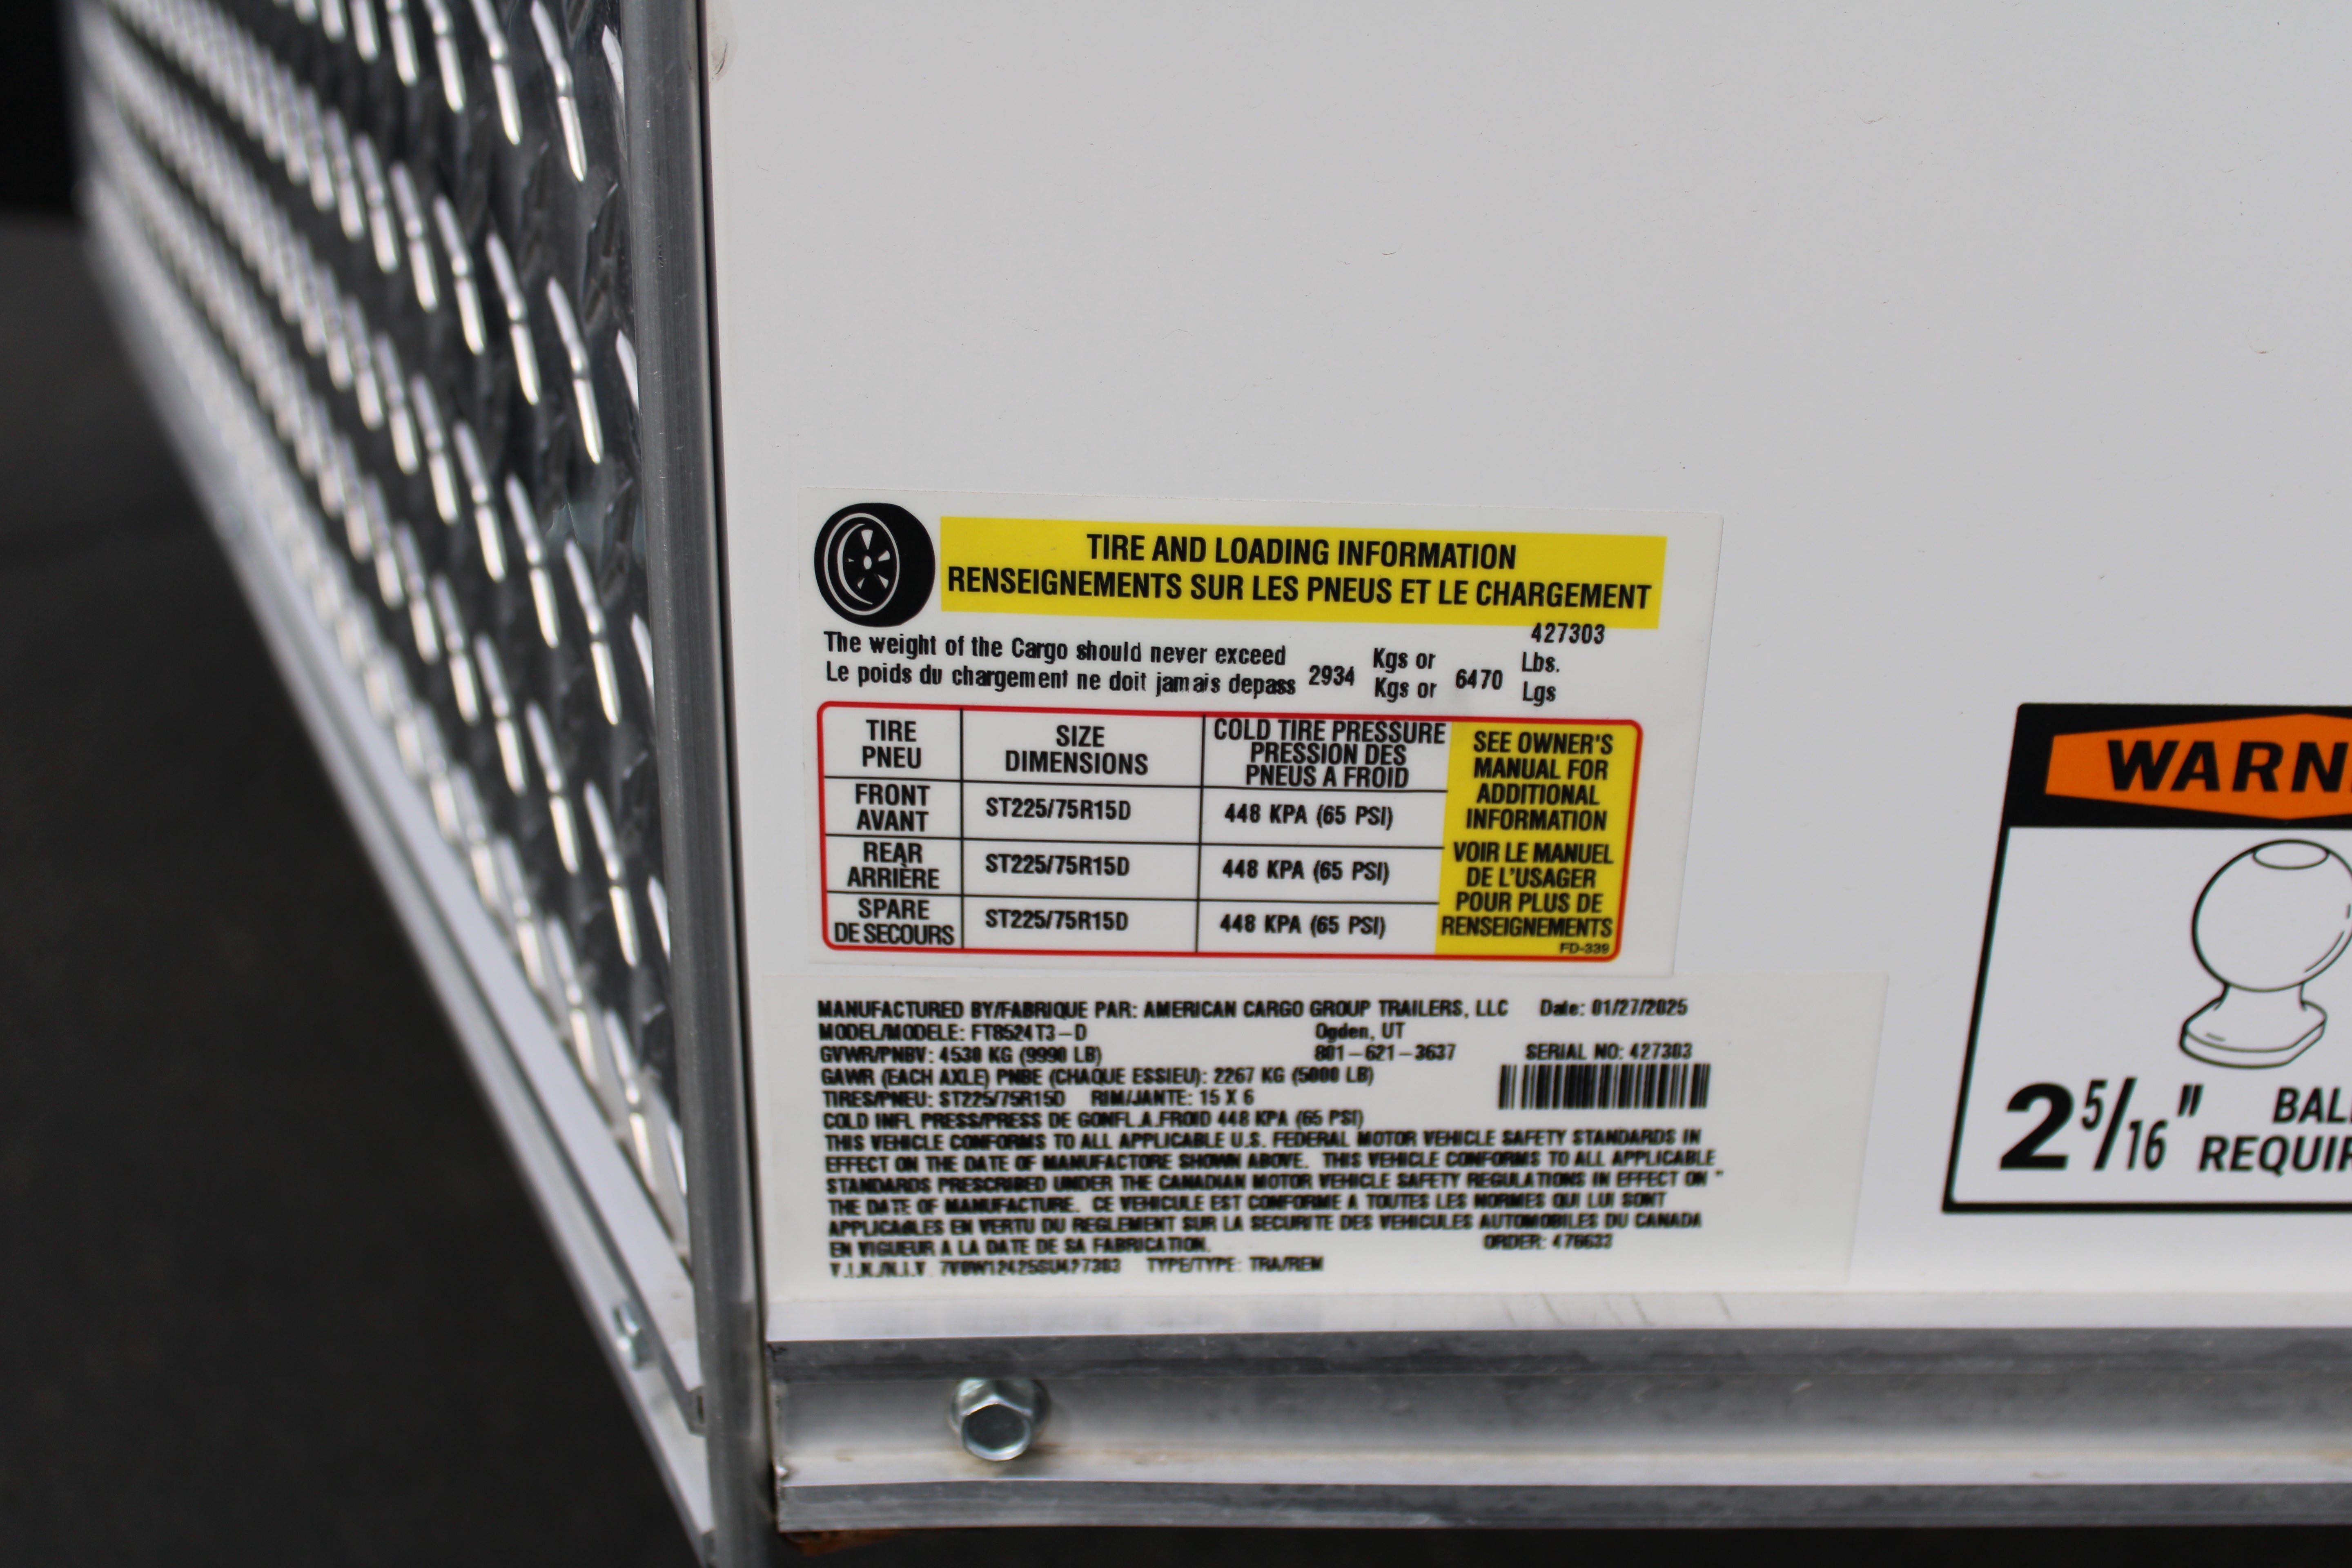 TIRE AND LOADING INFORMATION
RENSEIGNEMENTS SUR LES PNEUS ET LE CHARGEMENT
427303
The weight of the Cargo should never exceed 2934 Kgs or 6470 Lbs.
Le poids du chargement ne doit jamais depass Kgs or Lgs
TIRE SIZE COLD TIRE PRESSURE
PNEU DIMENSIONS PRESSION DES
PNEUS A FROID
FRONT
AVANT ST225/75R15D 448 KPA (65 PSI)
REAR
ARRIÈRE ST225/75R15D 448 KPA (65 PSI)
SPARE
DE SECOURS ST225/75R15D 448 KPA (65 PSI)
SEE OWNER'S
MANUAL FOR
ADDITIONAL
INFORMATION
VOIR LE MANUEL
DE L'USAGER
POUR PLUS DE
RENSEIGNEMENTS
FD-339
MANUFACTURED BY/FABRIQUE PAR: AMERICAN CARGO GROUP TRAILERS, LLC Date: 01/27/2025
MODEL/MODELE: FT8524T3-D Ogden, UT
GVWR/PNBV: 4530 KG (9990 LB) 801-621-3637 SERIAL NO: 427303
GAWR (EACH AXLE) PNBE (CHAQUE ESSIEU): 2267 KG (5000 LB)
TIRES/PNEU: ST225/75R15D RIM/JANTE: 15 X 6
COLD INFL PRESS/PRESS DE GONFL.A.FROID 448 KPA (65 PSI)
THIS VEHICLE CONFORMS TO ALL APPLICABLE U.S. FEDERAL MOTOR VEHICLE SAFETY STANDARDS IN
EFFECT ON THE DATE OF MANUFACTORE SHOWN ABOVE. THIS VEHICLE CONFORMS TO ALL APPLICABLE
STANDARDS PRESCRIBED UNDER THE CANADIAN MOTOR VEHICLE SAFETY REGULATIONS IN EFFECT ON "
THE DATE OF MANUFACTURE. CE VEHICULE EST CONFORME A TOUTES LES NORMES QUI LUI SONT
APPLICABLES EN VERTU DU REGLEMENT SUR LA SECURITE DES VEHICULES AUTOMOBILES DU CANADA
EN VIGUEUR A LA DATE DE SA FABRICATION. ORDER: 476633
V.I.N./N.I.V. TYPE/TYPE: TRA/REM
WARN
2 5/16" BAL
REQUIR